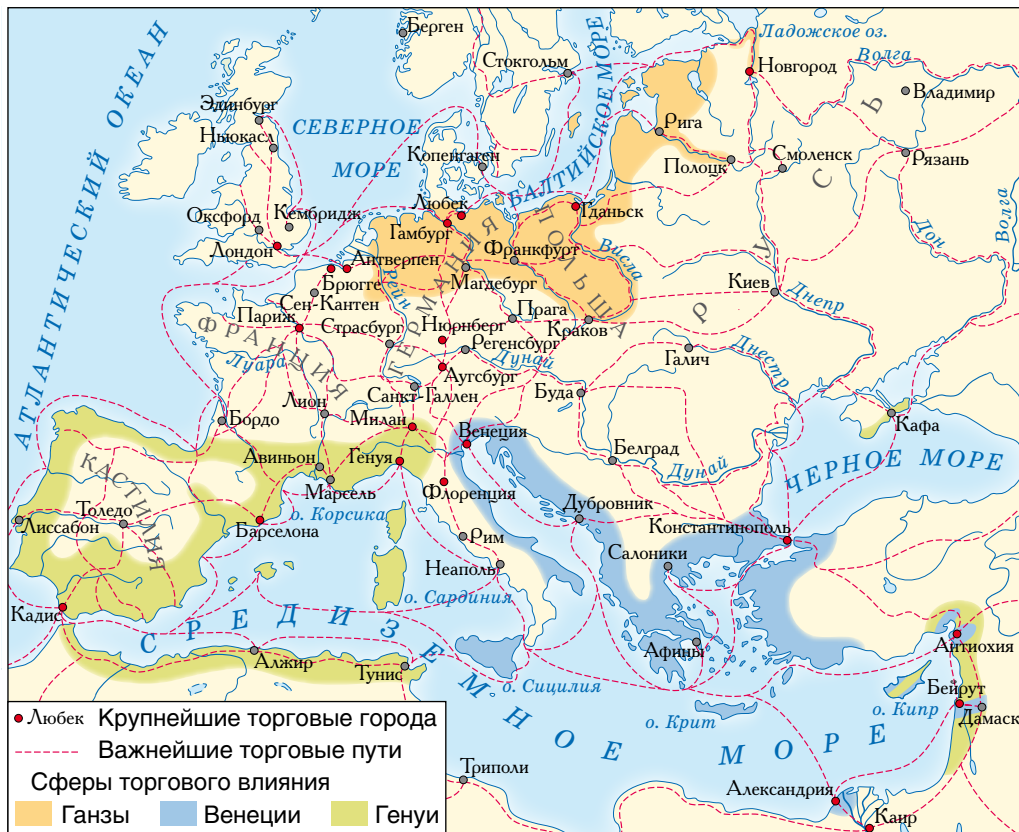 Берген
Ладожское оз.
Волга
Стокгольм
Новгород
Владимир
Эдинбург
Ньюкасл
СЕВЕРНОЕ
МОРЕ
АТЛАНТИЧЕСКИЙ ОКЕАН
БАЛТИЙСКОЕ МОРЕ
Рига
Полоцк
Смоленск
Рязань
РУСЬ
Копенгаген
Оксфорд
Кембридж
Лондон
Любек
Гамбург
Гданьск
Франкфурт
Висла
ПОЛЬША
Дон
Волга
Антверпен
Брюгге
Сен-Кантен
Рейн
ГЕРМАНИЯ
Магдебург
Киев
Днепр
Париж
ФРАНЦИЯ
Страсбург
Нюрнберг
Прага
Краков
Регенсбург
Дунай
Галич
Днестр
Луара
Аугсбург
Санкт-Галлен
Буда
Бордо
Лион
Милан
Венеция
Кафа
Авиньон
Генуя
Белград
Дунай
ЧЕРНОЕ МОРЕ
КАСТИЛИЯ
Марсель
Флоренция
Дубровник
Лиссабон
Толедо
Барселона
о. Корсика
Рим
Константинополь
Салоники
Неаполь
Кадис
о. Сардиния
СРЕДИЗЕМНОЕ МОРЕ
Афины
Антиохия
Алжир
Тунис
о. Сицилия
о. Крит
о. Кипр
Бейрут
Дамаск
Триполи
Александрия
Каир
Любек Крупнейшие торговые города
Важнейшие торговые пути
Сферы торгового влияния
Ганзы Венеции Генуи